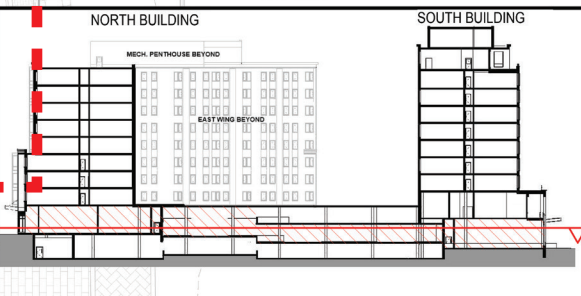 NORTH BUILDING
SOUTH BUILDING
MECH. PENTHOUSE BEYOND
EAST WING BEYOND